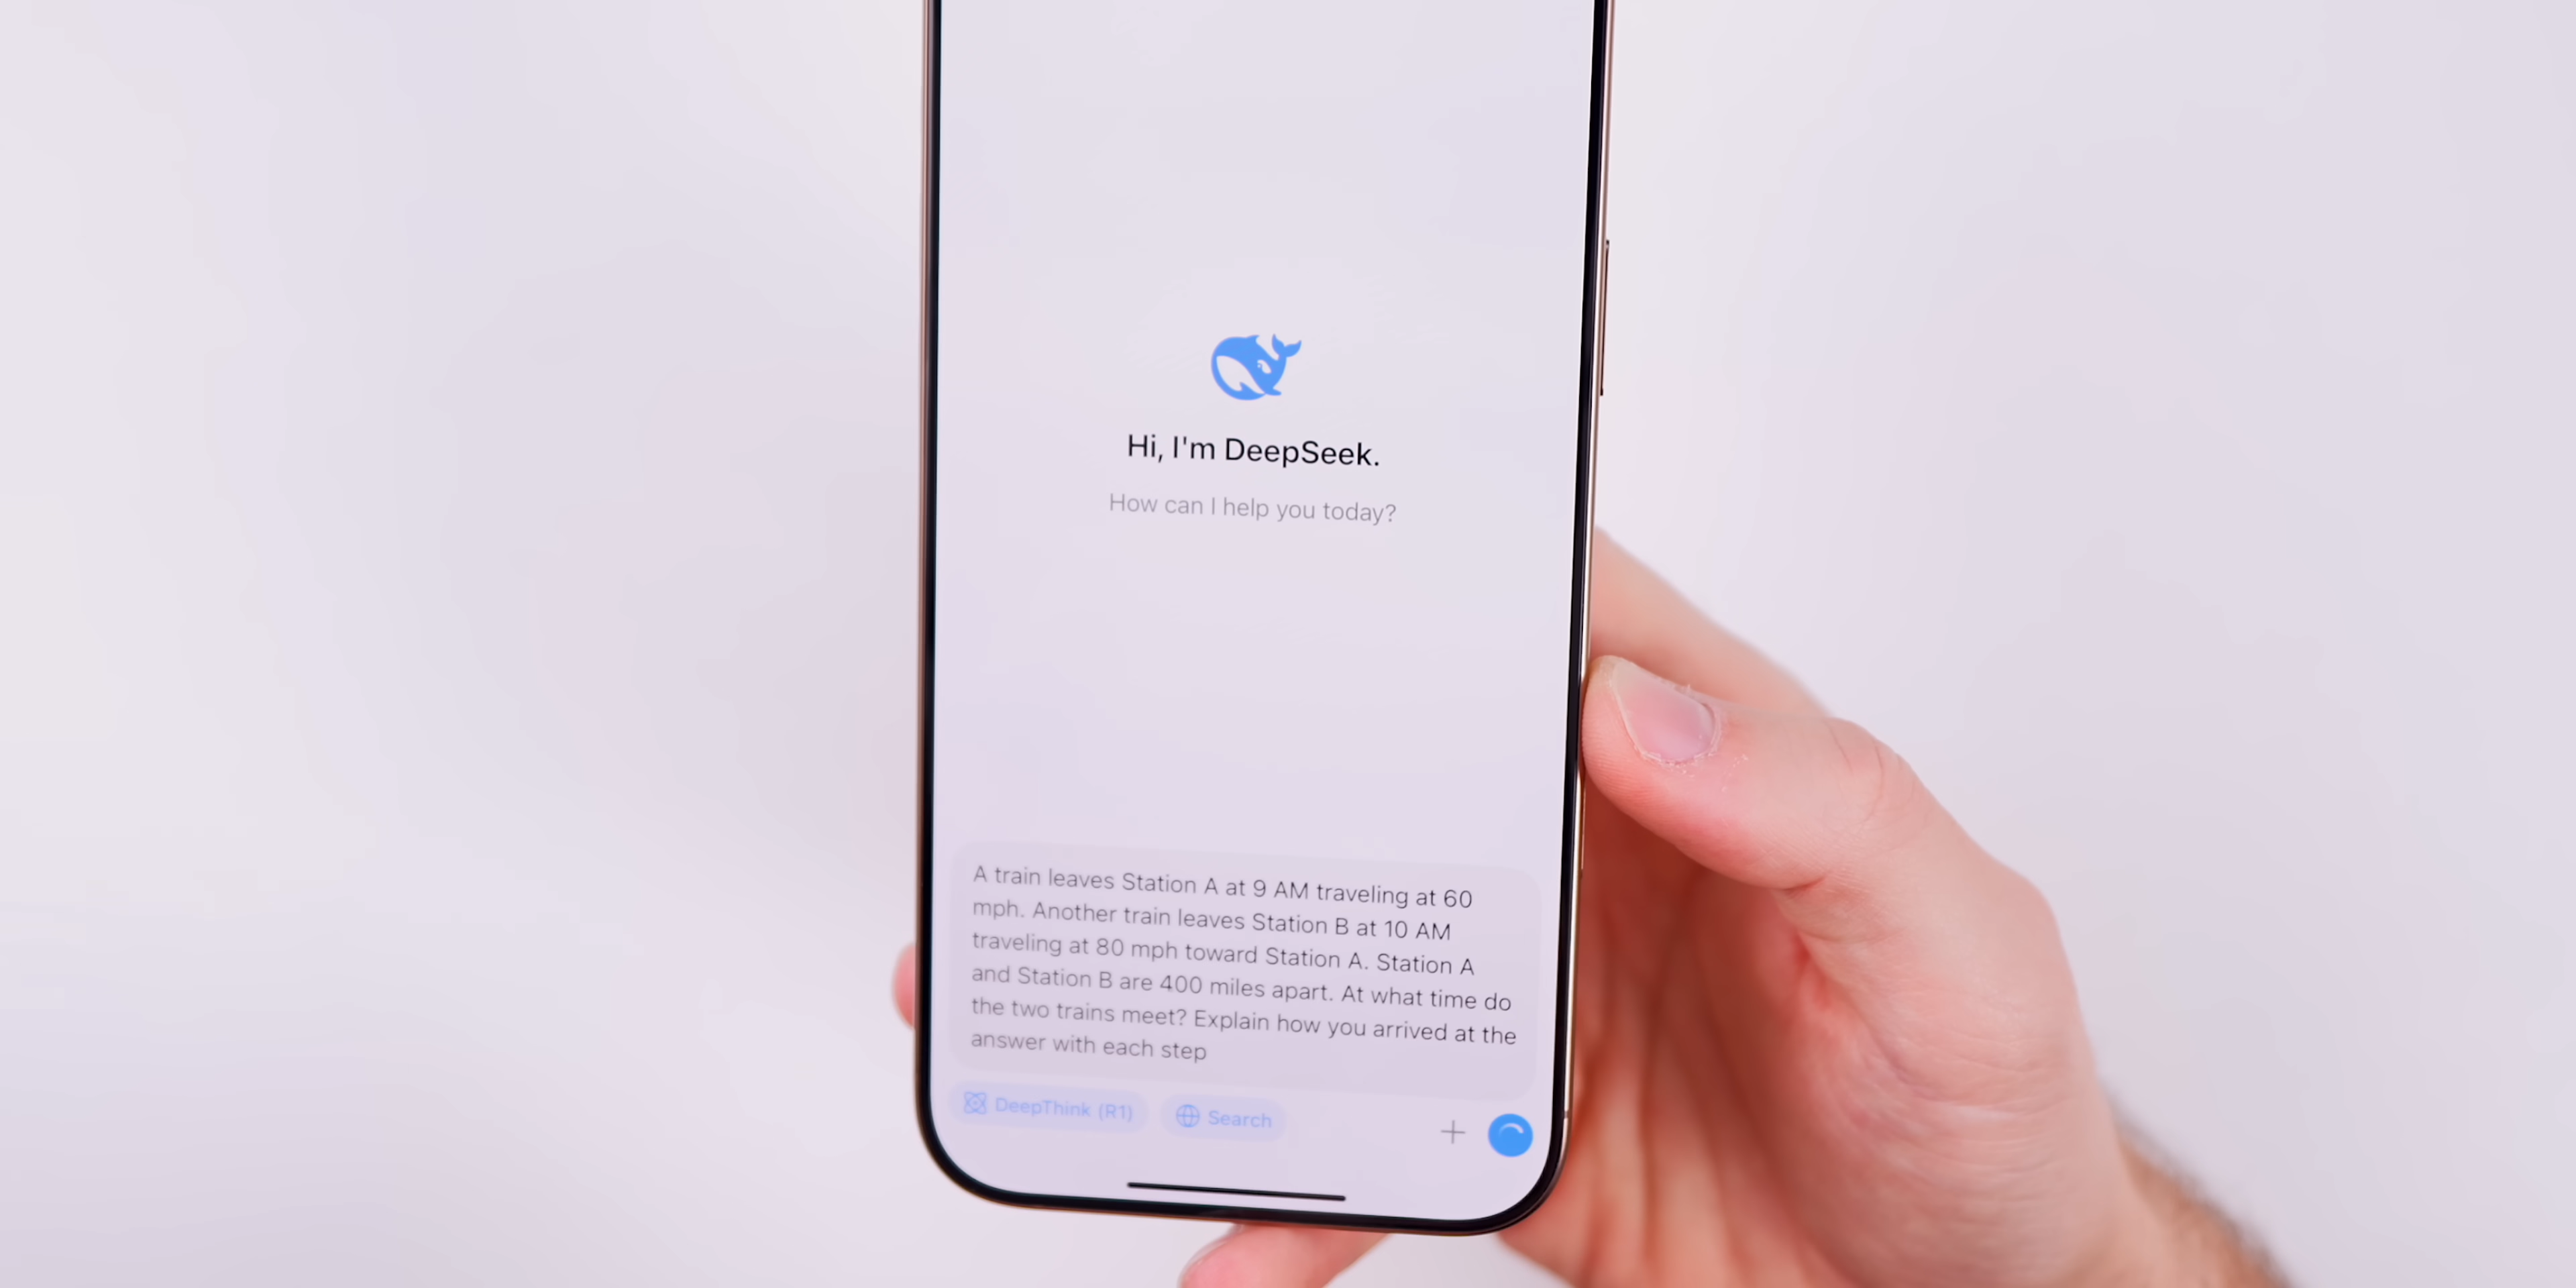 Hi, I'm DeepSeek.
How can I help you today?
A train leaves Station A at 9 AM traveling at 60
mph. Another train leaves Station B at 10 AM
traveling at 80 mph toward Station A. Station A
and Station B are 400 miles apart. At what time do
the two trains meet? Explain how you arrived at the
answer with each step
DeepThink (R1) Search